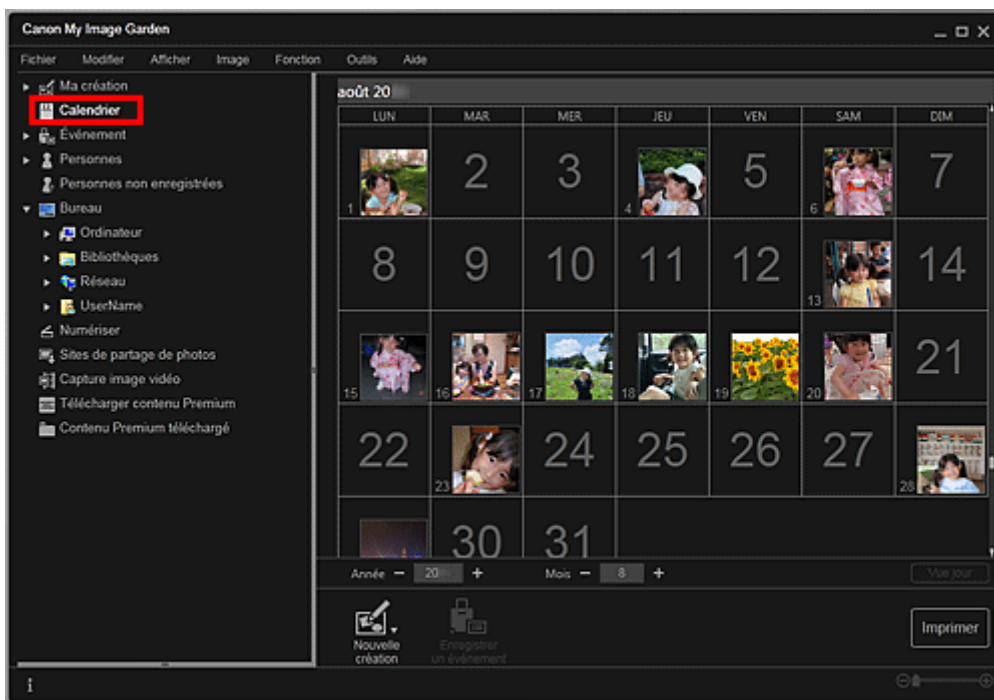 Canon My Image Garden
Fichier Modifier Afficher Image Fonction Outils Aide
Ma création
Calendrier
Événement
Personnes
Personnes non enregistrées
Bureau
Ordinateur
Bibliothèques
Réseau
UserName
Numériser
Sites de partage de photos
Capture image vidéo
Télécharger contenu Premium
Contenu Premium téléchargé
août 20
LUN MAR MER JEU VEN SAM DIM
1 2 3 4 5 6 7
8 9 10 11 12 13 14
15 16 17 18 19 20 21
22 23 24 25 26 27 28
30 31
Année − 20 + Mois − 8 + Vue jour
Nouvelle création
Enregistrer un événement
Imprimer